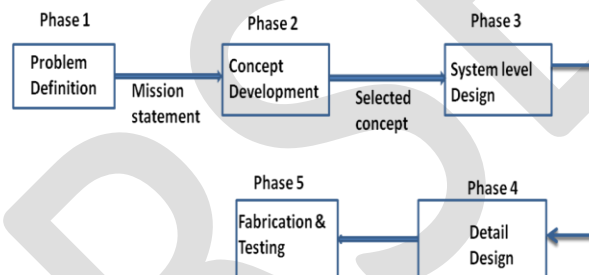 Phase 1
Problem
Definition
Mission
statement
Phase 2
Concept
Development
Selected
concept
Phase 3
System level
Design
Phase 4
Detail
Design
Phase 5
Fabrication &
Testing